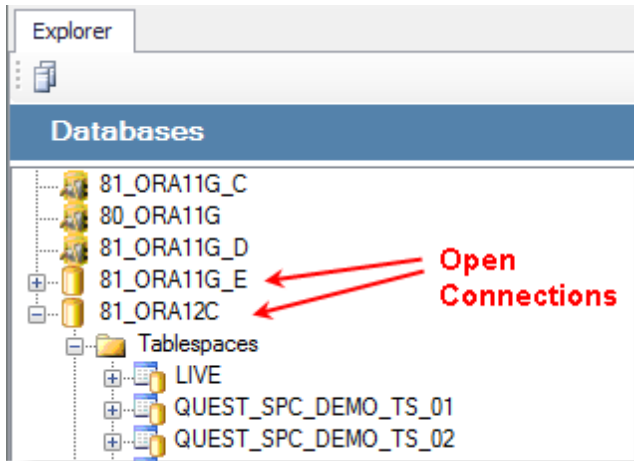 Explorer
Databases
81_ORA11G_C
80_ORA11G
81_ORA11G_D
81_ORA11G_E
81_ORA12C
Open
Connections
Tablespaces
LIVE
QUEST_SPC_DEMO_TS_01
QUEST_SPC_DEMO_TS_02